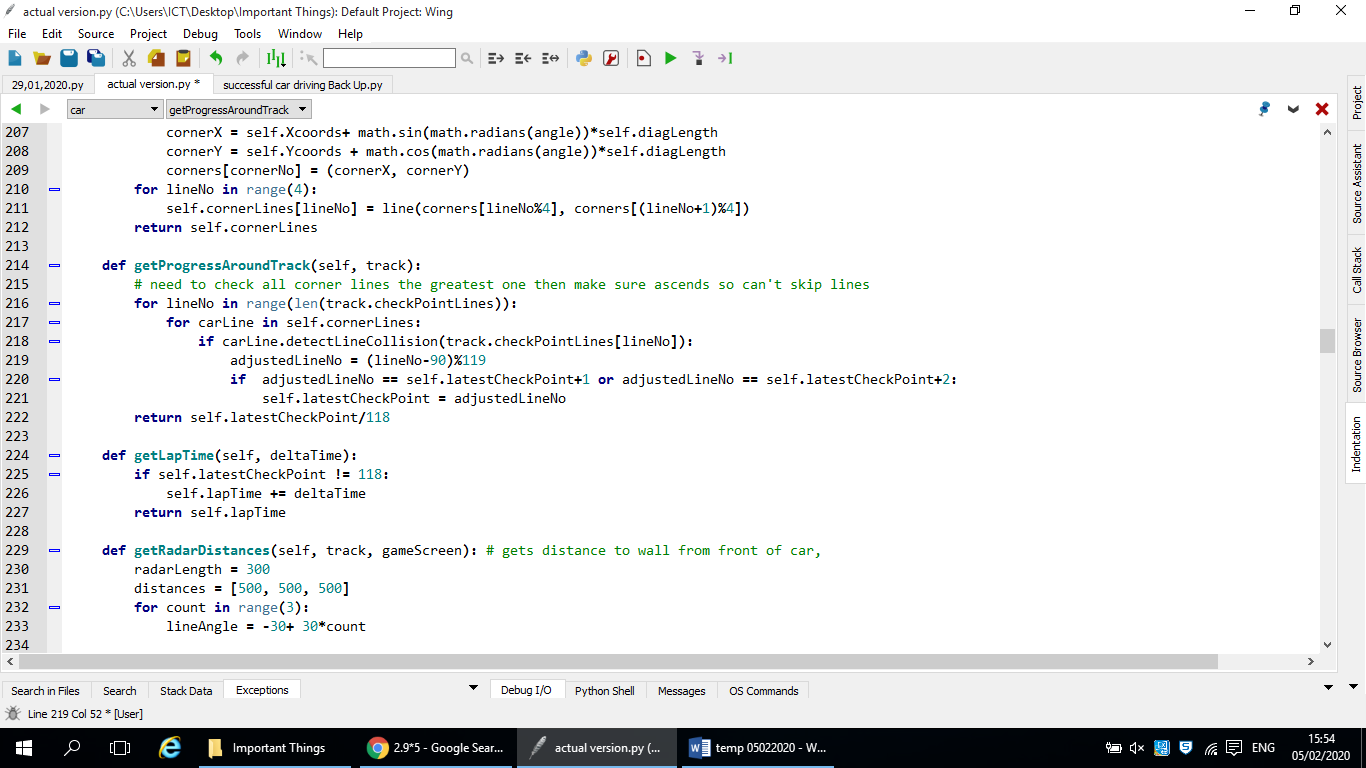 actual version.py (C:\Users\ICT\Desktop\Important Things): Default Project: Wing
File Edit Source Project Debug Tools Window Help
29,01,2020.py actual version.py * successful car driving Back Up.py
car getProgressAroundTrack
207 cornerX = self.Xcoords+ math.sin(math.radians(angle))*self.diagLength
208 cornerY = self.Ycoords + math.cos(math.radians(angle))*self.diagLength
209 corners[cornerNo] = (cornerX, cornerY)
210 for lineNo in range(4):
211 self.cornerLines[lineNo] = line(corners[lineNo%4], corners[(lineNo+1)%4])
212 return self.cornerLines
213
214 def getProgressAroundTrack(self, track):
215 # need to check all corner lines the greatest one then make sure ascends so can't skip lines
216 for lineNo in range(len(track.checkPointLines)):
217 for carLine in self.cornerLines:
218 if carLine.detectLineCollision(track.checkPointLines[lineNo]):
219 adjustedLineNo = (lineNo-90)%119
220 if  adjustedLineNo == self.latestCheckPoint+1 or adjustedLineNo == self.latestCheckPoint+2:
221 self.latestCheckPoint = adjustedLineNo
222 return self.latestCheckPoint/118
223
224 def getLapTime(self, deltaTime):
225 if self.latestCheckPoint != 118:
226 self.lapTime += deltaTime
227 return self.lapTime
228
229 def getRadarDistances(self, track, gameScreen): # gets distance to wall from front of car,
230 radarLength = 300
231 distances = [500, 500, 500]
232 for count in range(3):
233 lineAngle = -30+ 30*count
234
Project
Source Assistant
Call Stack
Source Browser
Indentation
Search in Files Search Stack Data Exceptions Debug I/O Python Shell Messages OS Commands
Line 219 Col 52 * [User]
Important Things 2.9*5 - Google Sear... actual version.py (... temp 05022020 - W... ENG 15:54
05/02/2020